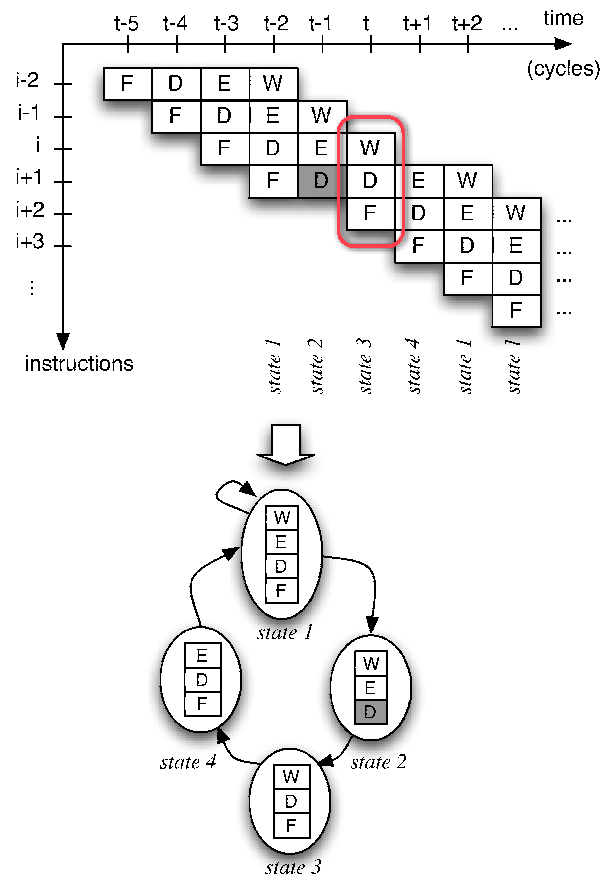 t-5 t-4 t-3 t-2 t-1 t t+1 t+2 ... time
(cycles)
i-2 F D E W
i-1 F D E W
i F D E W
i+1 F D D E W
i+2 F D E W ...
i+3 F D E ...
... F D ...
F ...
instructions
state 1 state 2 state 3 state 4 state 1 state 1
W
E
D
F
state 1
E
D
F
state 4
W
E
D
state 2
W
D
F
state 3